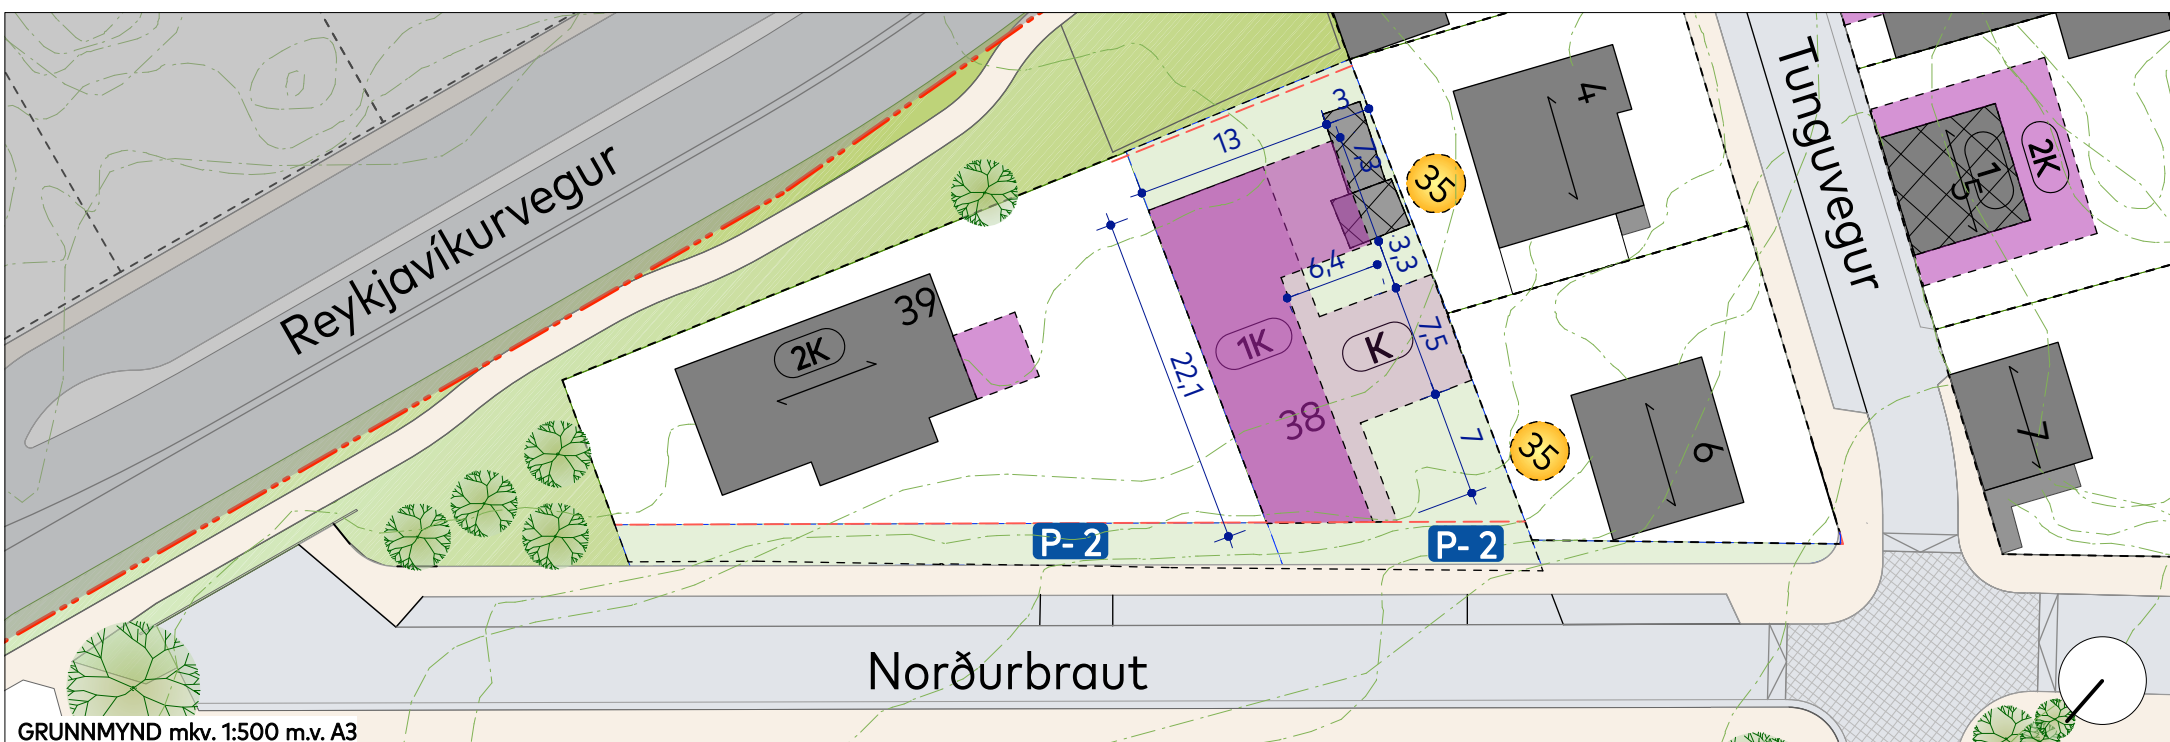 Reykjavíkurvegur
Tunguvegur
Norðurbraut
39
2K
13
3
7,3
6,4
3,3
7,5
7
22,1
1K
K
38
35
35
4
6
15
2K
7
P- 2
P- 2
GRUNNMYND mkv. 1:500 m.v. A3